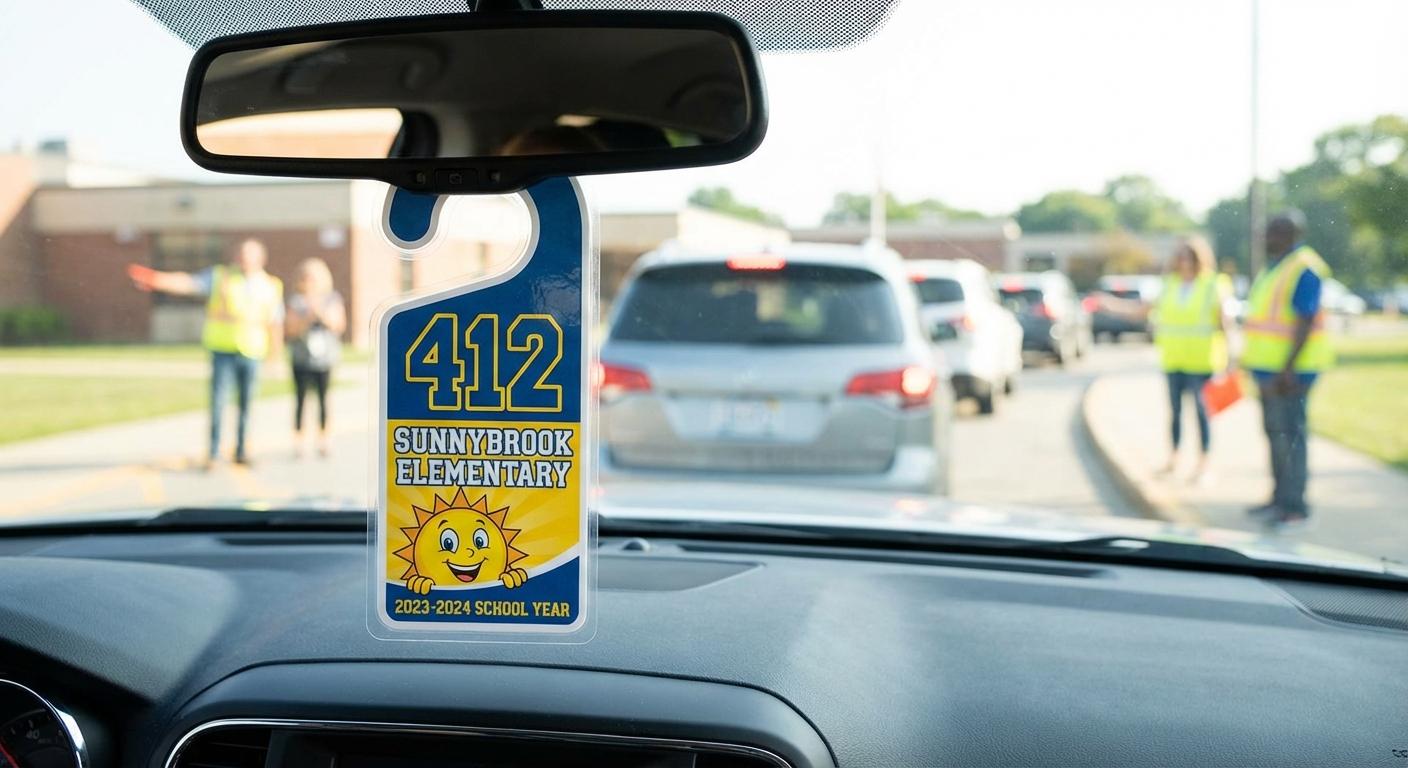 412
SUNNYBROOK
ELEMENTARY
2023-2024 SCHOOL YEAR